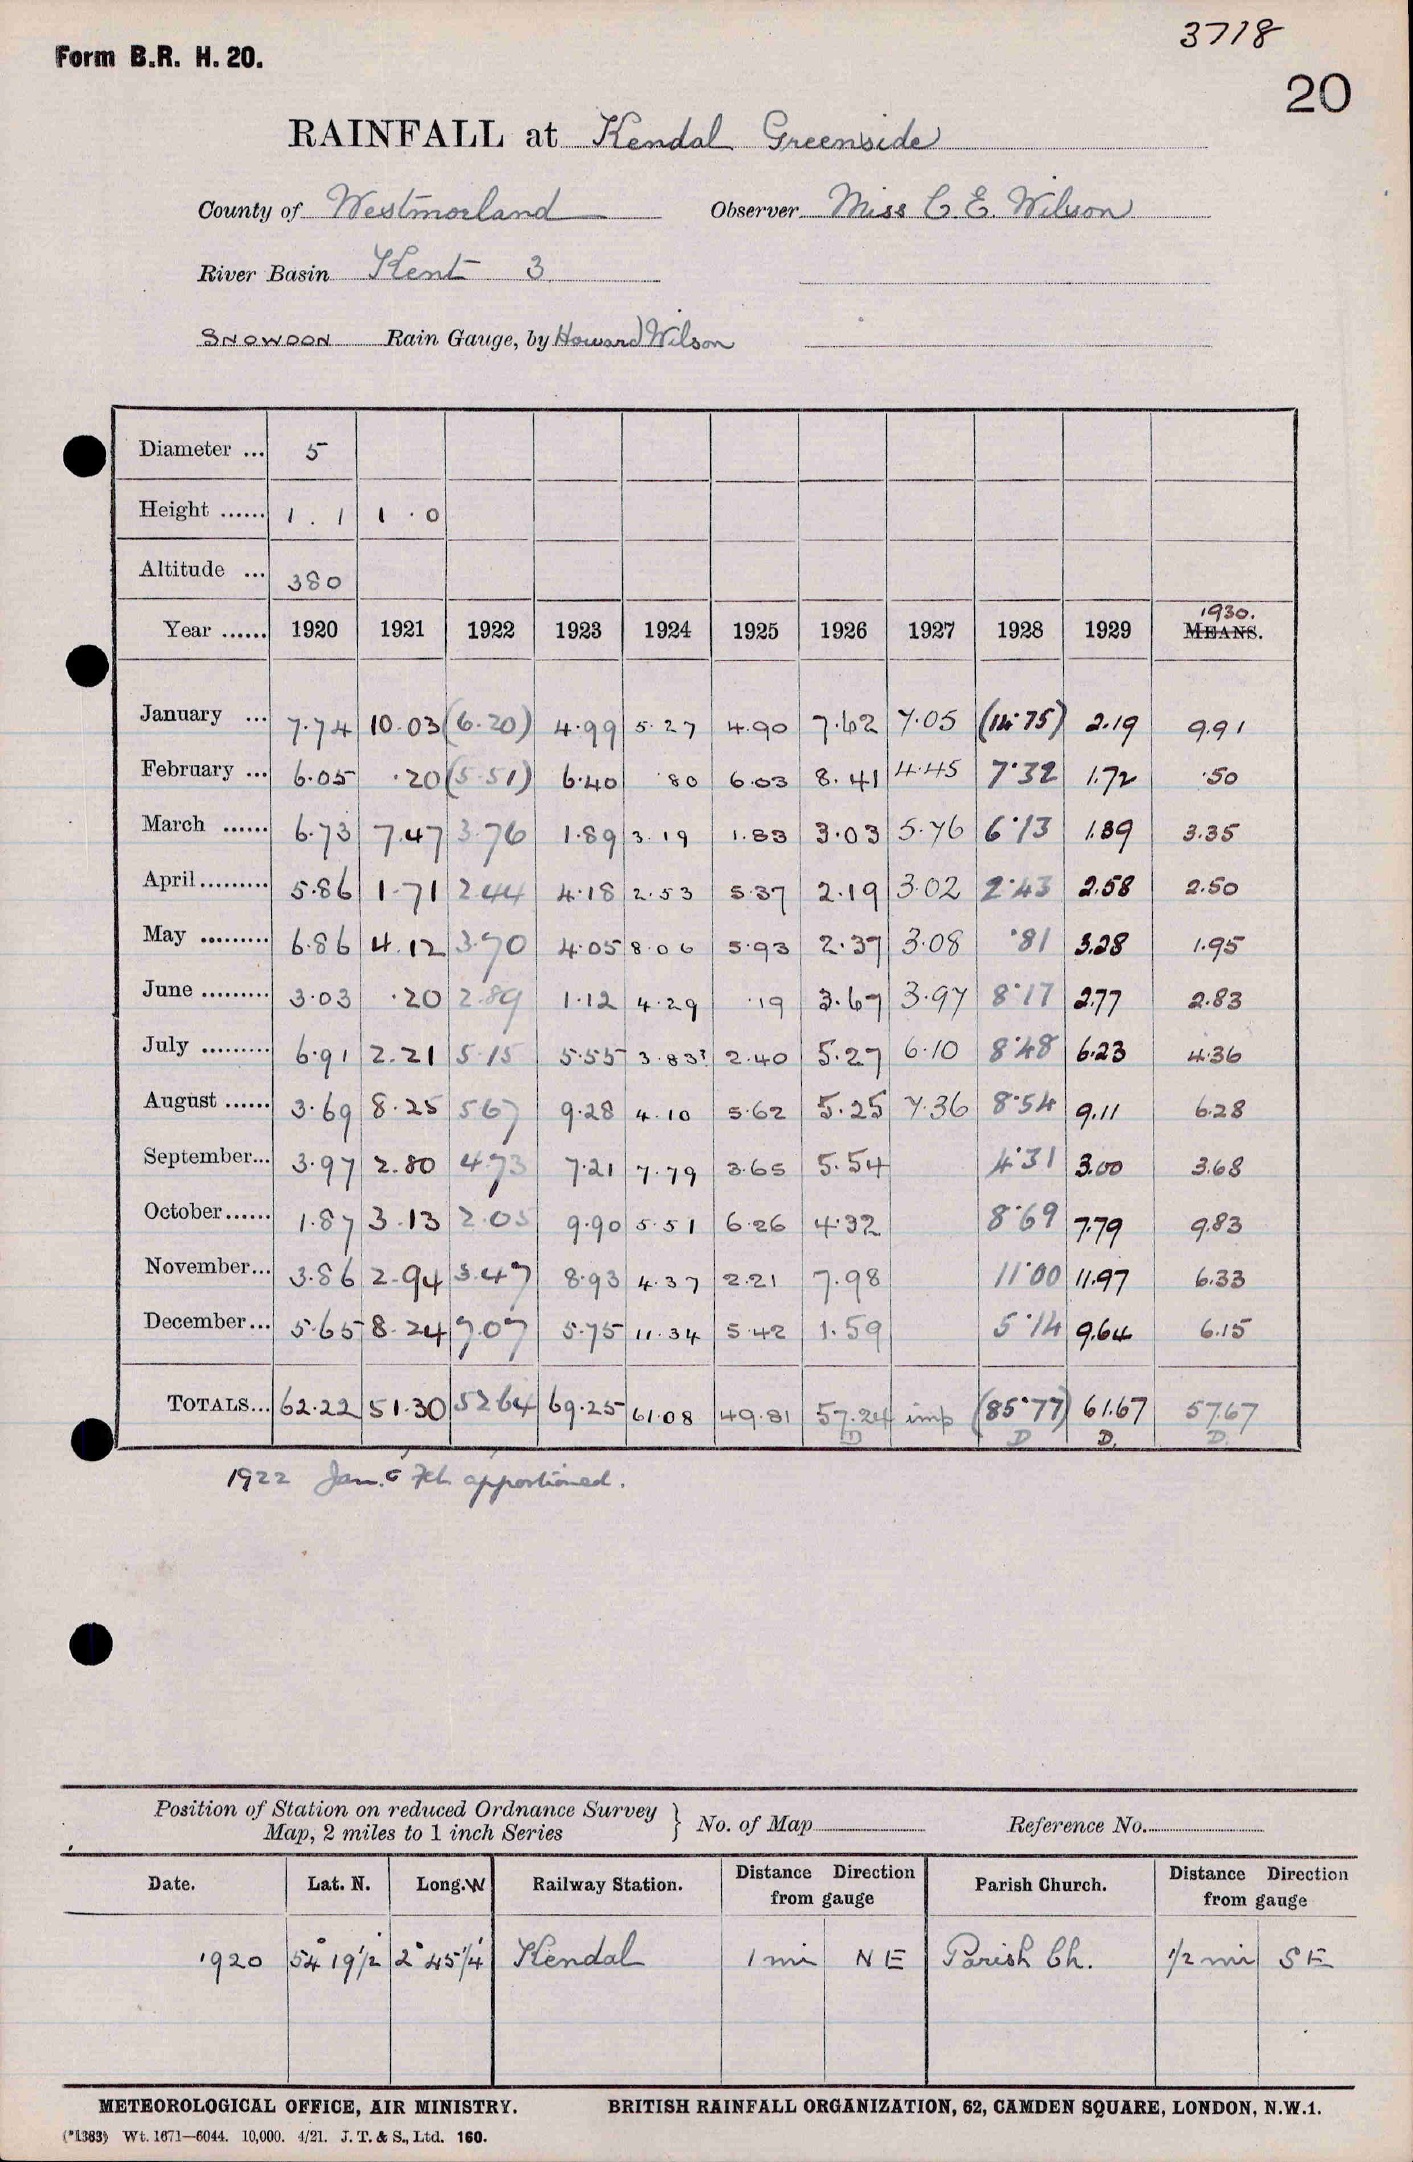 3718
Form B.R. H. 20.
20
RAINFALL at Kendal Greenside
County of Westmorland Observer Miss C. E. Wilson
River Basin Kent 3
SNOWDON Rain Gauge, by Howard Wilson
Diameter ... 5
Height ...... 1 . 1 1 . 0
Altitude ... 380
1930.
Year ...... 1920 1921 1922 1923 1924 1925 1926 1927 1928 1929 MEANS.
January ... 7.74 10.03 (6.20) 4.99 5.27 4.90 7.62 7.05 (14.75) 2.19 9.91
February ... 6.05 .20 (5.51) 6.40 .80 6.03 8.41 4.45 7.32 1.72 .50
March ...... 6.73 7.47 3.76 1.89 3.19 1.83 3.03 5.76 6.13 1.39 3.35
April ......... 5.86 1.71 2.44 4.18 2.53 5.37 2.19 3.02 2.43 2.58 2.50
May ......... 6.86 4.12 3.70 4.05 8.06 5.93 2.37 3.08 .81 3.28 1.95
June ......... 3.03 .20 2.89 1.12 4.29 .19 3.67 3.97 8.17 2.77 2.83
July ......... 6.91 2.21 5.15 5.55 3.83? 2.40 5.27 6.10 8.48 6.23 4.36
August ...... 3.69 8.25 5.67 9.28 4.10 5.62 5.25 7.36 8.54 9.11 6.28
September... 3.97 2.80 4.73 7.21 7.79 3.65 5.54 4.31 3.00 3.68
October...... 1.87 3.13 2.05 9.90 5.51 6.26 4.32 8.69 7.79 9.83
November... 3.86 2.94 3.47 8.93 4.37 2.21 7.98 11.00 11.97 6.33
December... 5.65 8.24 7.07 5.75 11.34 5.42 1.59 5.14 9.64 6.15
TOTALS... 62.22 51.30 52.64 69.25 61.08 49.81 57.24 imp (85.77) 61.67 57.67
D D D. D.
1922 Jan. & Feb. apportioned.
Position of Station on reduced Ordnance Survey
Map, 2 miles to 1 inch Series } No. of Map Reference No.
Date. Lat. N. Long. W Railway Station. Distance Direction from gauge Parish Church. Distance Direction from gauge
1920 54° 19½' 2° 45¼' Kendal 1 mi NE Parish Ch. ½ mi SE
METEOROLOGICAL OFFICE, AIR MINISTRY. BRITISH RAINFALL ORGANIZATION, 62, CAMDEN SQUARE, LONDON, N.W.1.
(*1383) Wt. 1671—6044. 10,000. 4/21. J. T. & S., Ltd. 160.